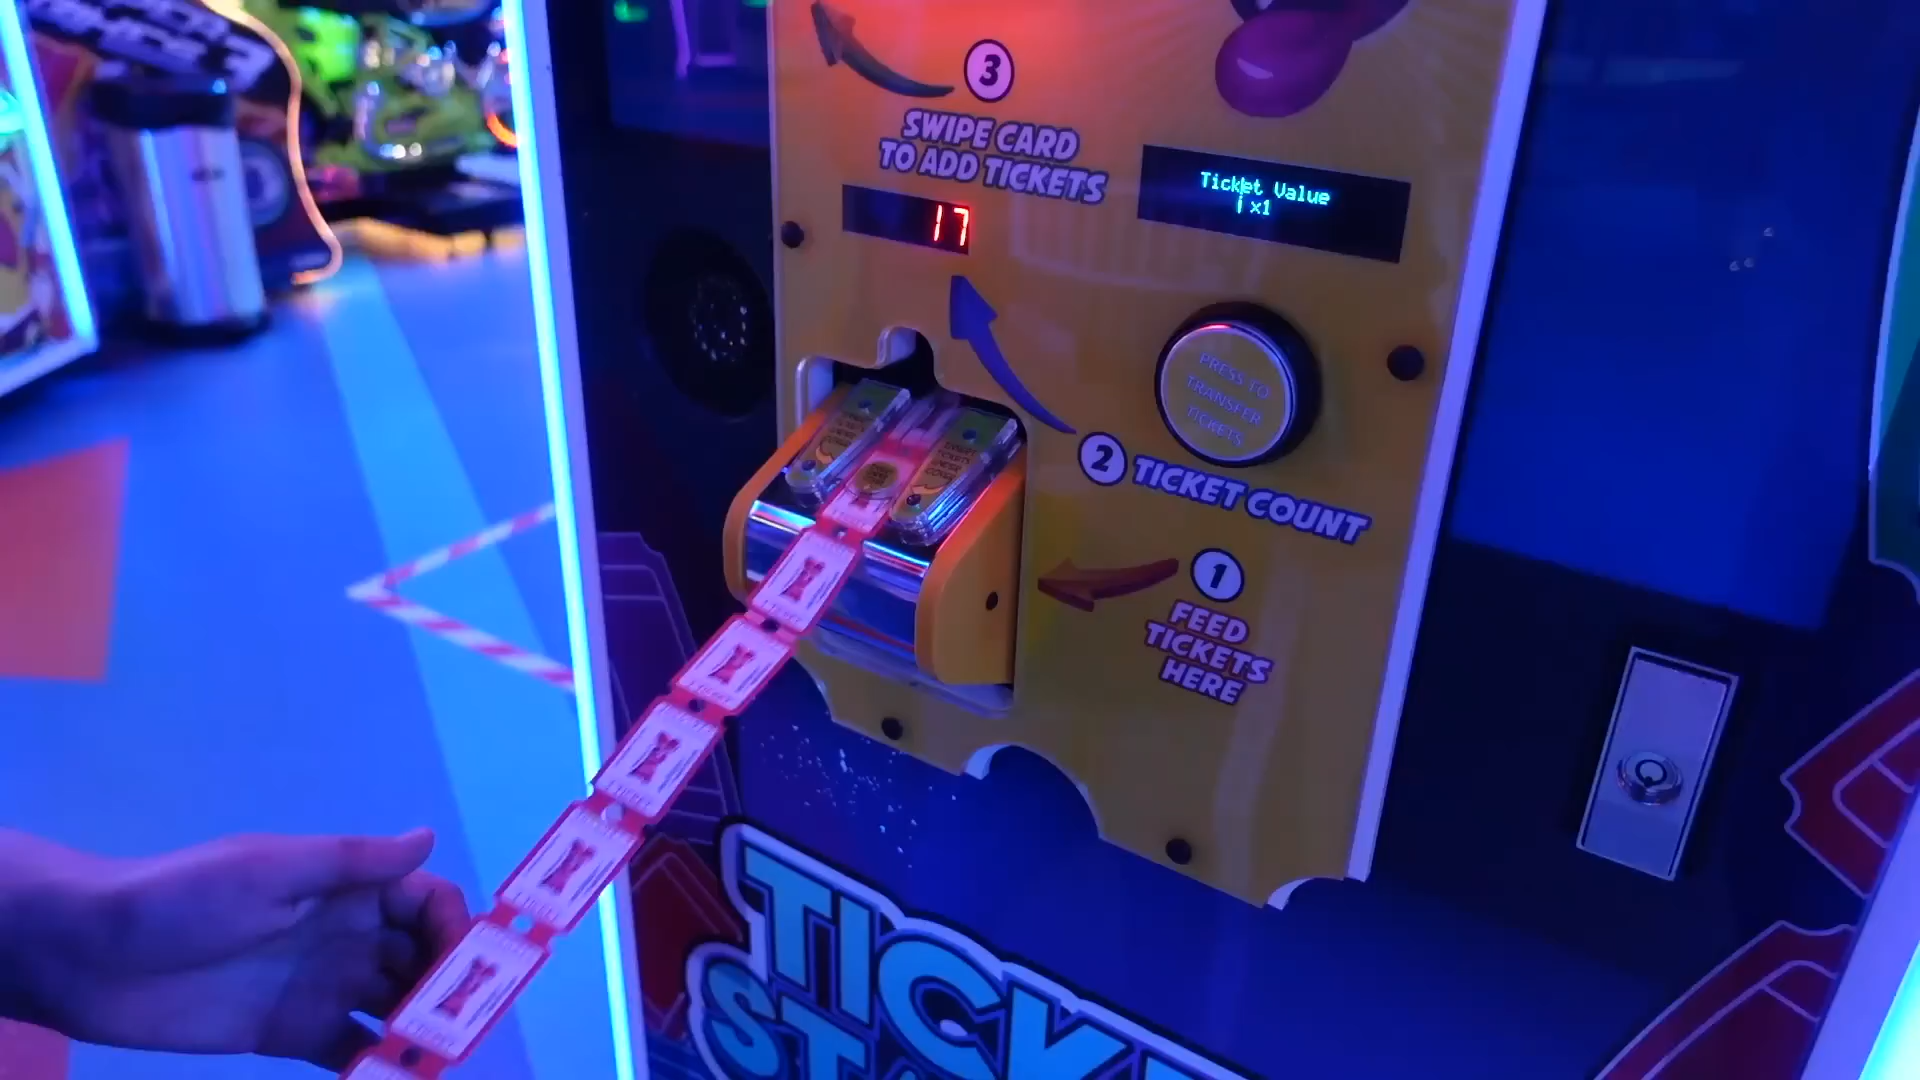 3
SWIPE CARD
TO ADD TICKETS
17
Ticket Value
x1
PRESS TO
TRANSFER
TICKETS
2 TICKET COUNT
1
FEED
TICKETS
HERE
TICK
ST